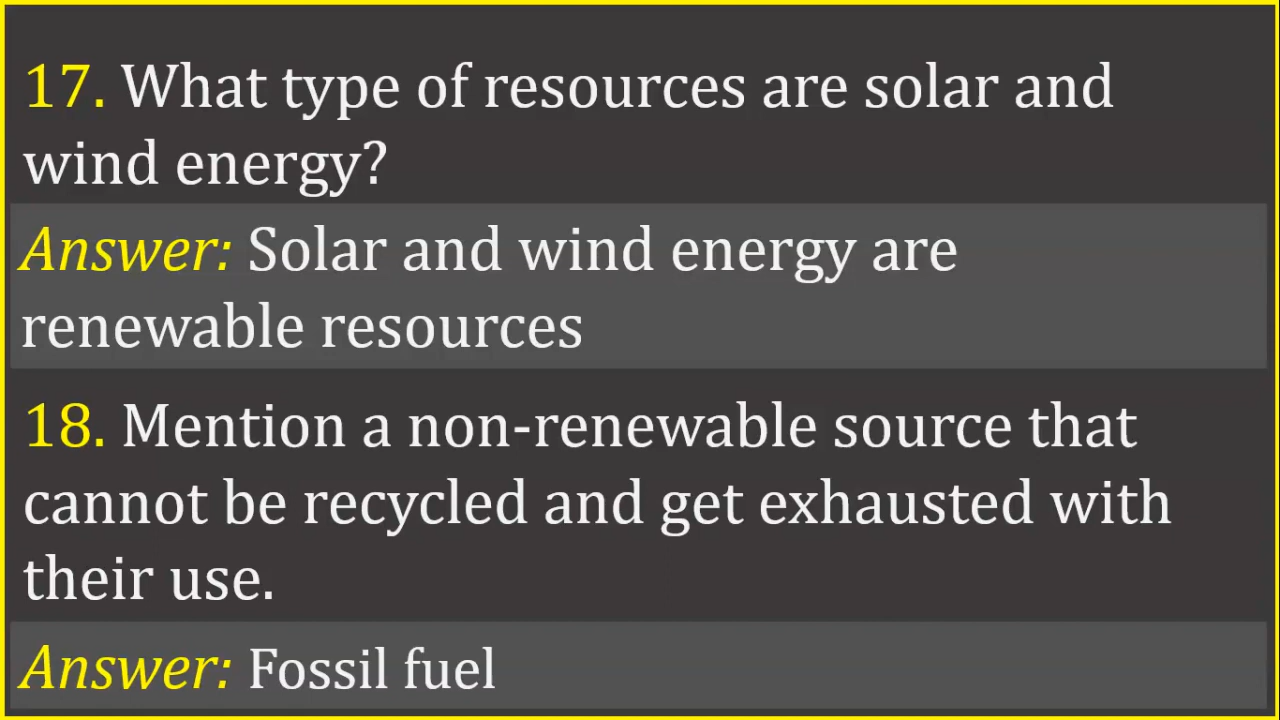 17. What type of resources are solar and
wind energy?
Answer: Solar and wind energy are
renewable resources
18. Mention a non-renewable source that
cannot be recycled and get exhausted with
their use.
Answer: Fossil fuel